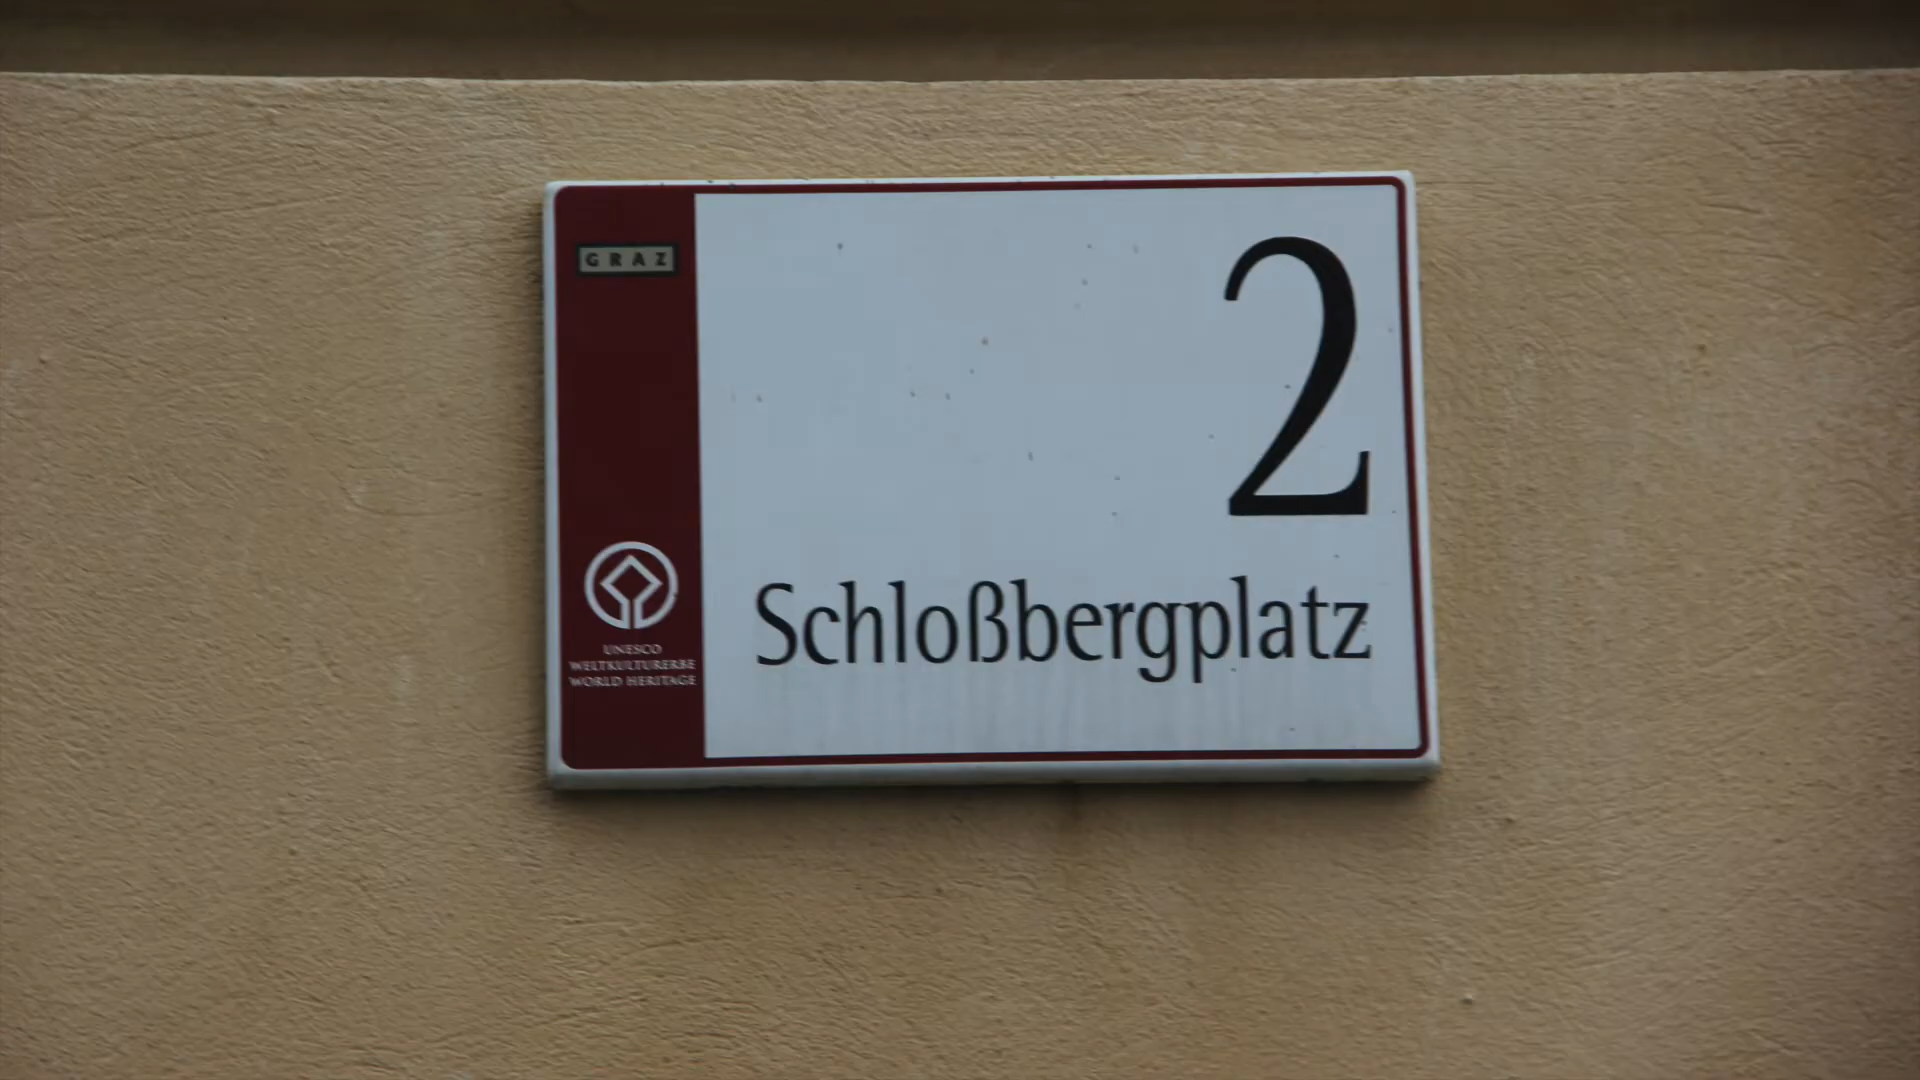 GRAZ
2
Schloßbergplatz
UNESCO
WELTKULTURERBE
WORLD HERITAGE